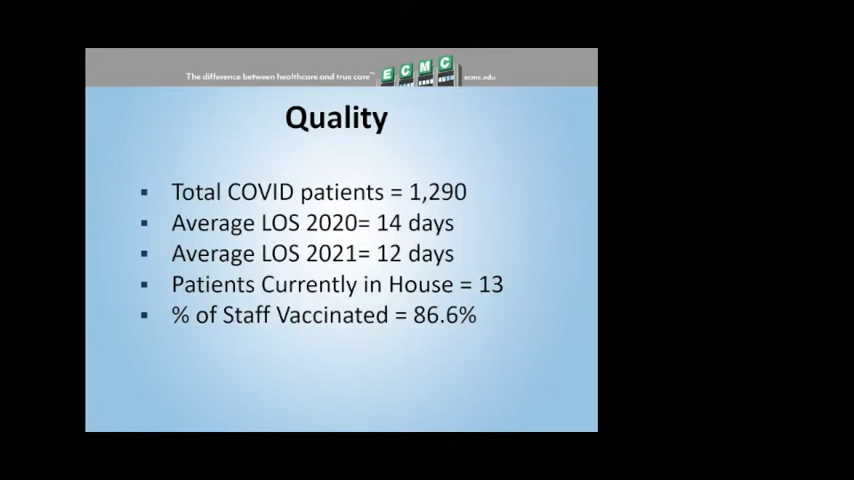 The difference between healthcare and true care™ ECMC ecmc.edu
Quality
▪ Total COVID patients = 1,290
▪ Average LOS 2020= 14 days
▪ Average LOS 2021= 12 days
▪ Patients Currently in House = 13
▪ % of Staff Vaccinated = 86.6%